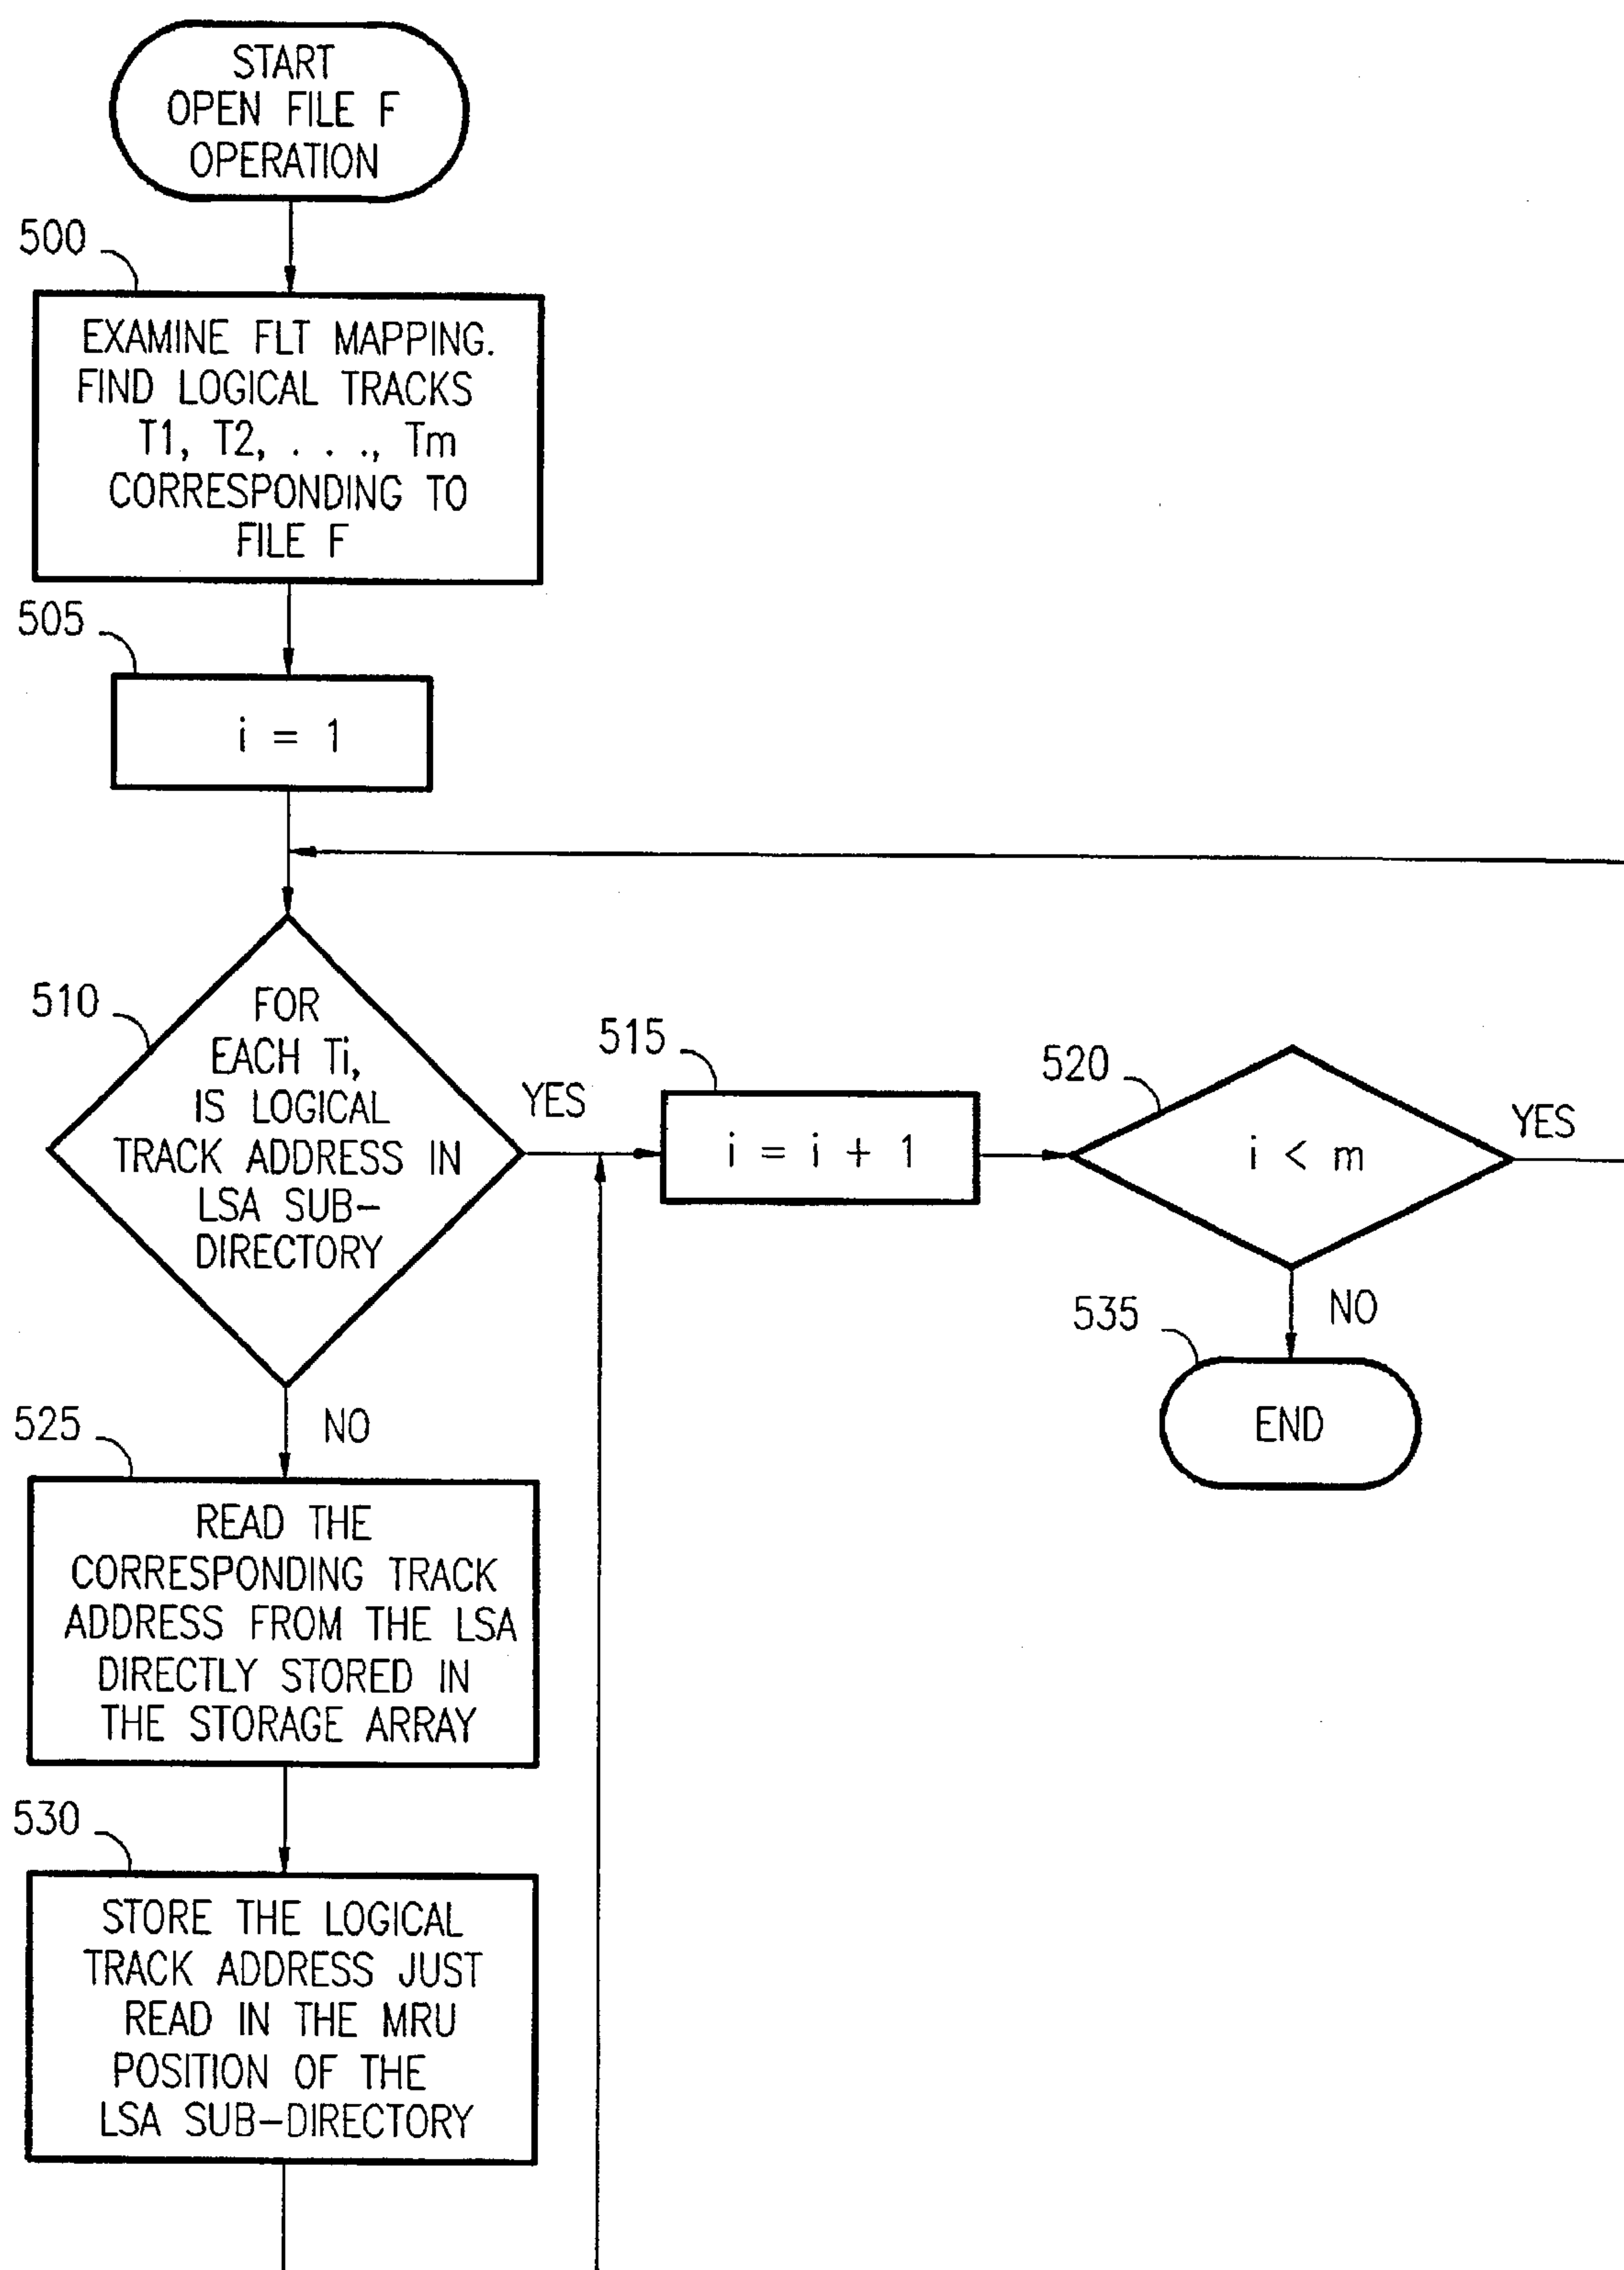 START
OPEN FILE F
OPERATION
500
EXAMINE FLT MAPPING.
FIND LOGICAL TRACKS
T1, T2, . . ., Tm
CORRESPONDING TO
FILE F
505
i = 1
510
FOR
EACH Ti,
IS LOGICAL
TRACK ADDRESS IN
LSA SUB-
DIRECTORY
YES
515
i = i + 1
520
i < m
YES
NO
535
END
NO
525
READ THE
CORRESPONDING TRACK
ADDRESS FROM THE LSA
DIRECTLY STORED IN
THE STORAGE ARRAY
530
STORE THE LOGICAL
TRACK ADDRESS JUST
READ IN THE MRU
POSITION OF THE
LSA SUB-DIRECTORY